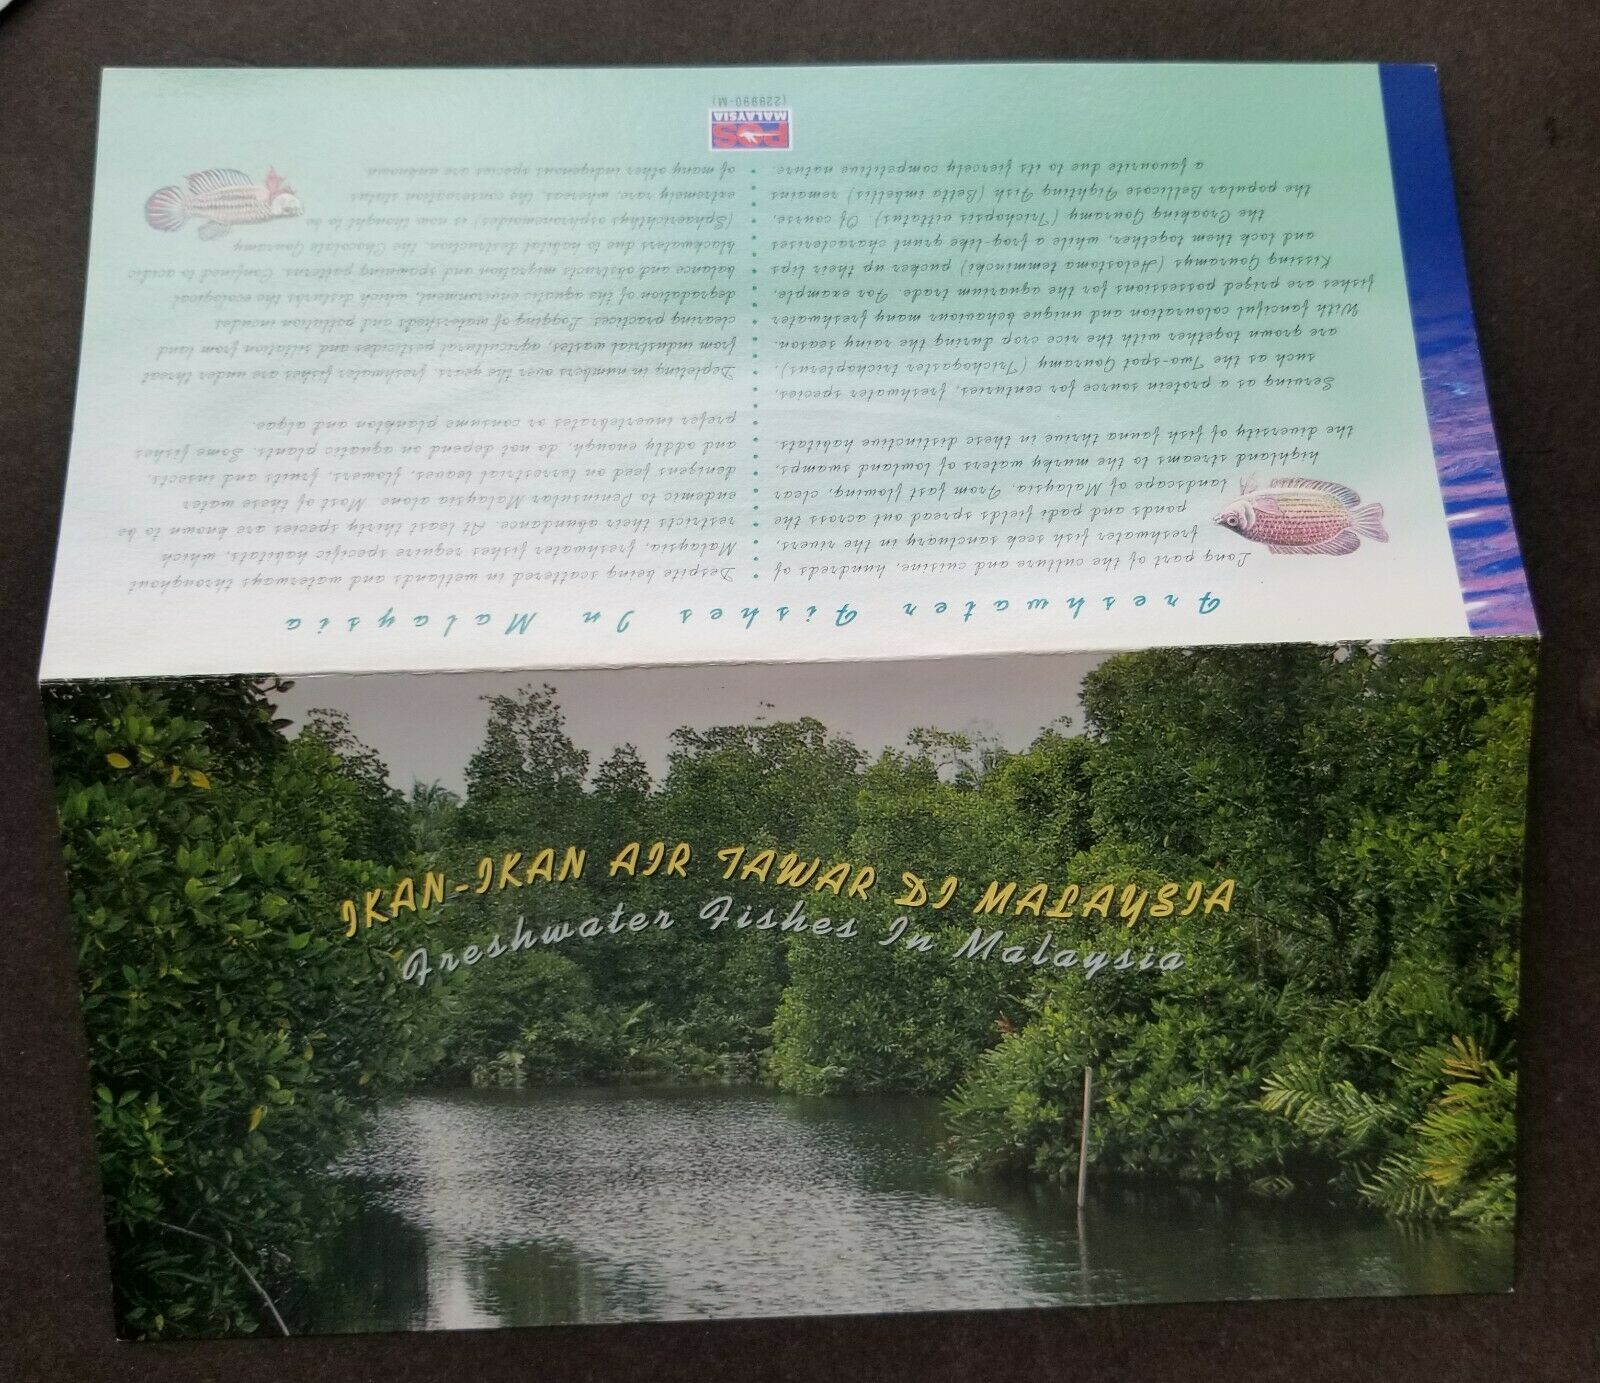 IKAN-IKAN AIR TAWAR DI MALAYSIA
Freshwater Fishes In Malaysia
Freshwater Fishes In Malaysia
Long part of the culture and cuisine, hundreds of
freshwater fish seek sanctuary in the rivers,
ponds and padi fields spread out across the
landscape of Malaysia. From fast flowing, clear
highland streams to the murky waters of lowland swamps,
the diversity of fish fauna thrive in these distinctive habitats.
Serving as a protein source for centuries, freshwater species,
such as the Two-spot Gouramy (Trichogaster trichopterus),
are grown together with the rice crop during the rainy season.
With fanciful colouration and unique behaviour many freshwater
fishes are prized possessions for the aquarium trade. For example,
Kissing Gouramys (Helostoma temmincki) pucker up their lips
and lock them together, while a frog-like grunt characterises
the Croaking Gouramy (Trichopsis vittatus). Of course,
the popular Bellicose Fighting Fish (Betta imbellis) remains
a favourite due to its fiercely competitive nature.
Despite being scattered in wetlands and waterways throughout
Malaysia, freshwater fishes require specific habitats, which
restricts their abundance. At least thirty species are known to be
endemic to Peninsular Malaysia alone. Most of these water
denizens feed on terrestrial leaves, flowers, fruits and insects,
and oddly enough, do not depend on aquatic plants. Some fishes
prefer invertebrates or consume plankton and algae.
Depleting in numbers over the years, freshwater fishes are under threat
from industrial wastes, agricultural pesticides and siltation from land
clearing practices. Logging of watersheds and pollution incudes
degradation of the aquatic environment, which disturbs the ecological
balance and obstructs migration and spawning patterns. Confined to acidic
blackwaters due to habitat destruction, the Chocolate Gouramy
(Sphaerichthys osphromenoides) is now thought to be
extremely rare, whereas, the conservation status
of many other indigenous species are unknown.
POS
MALAYSIA
(229990-M)